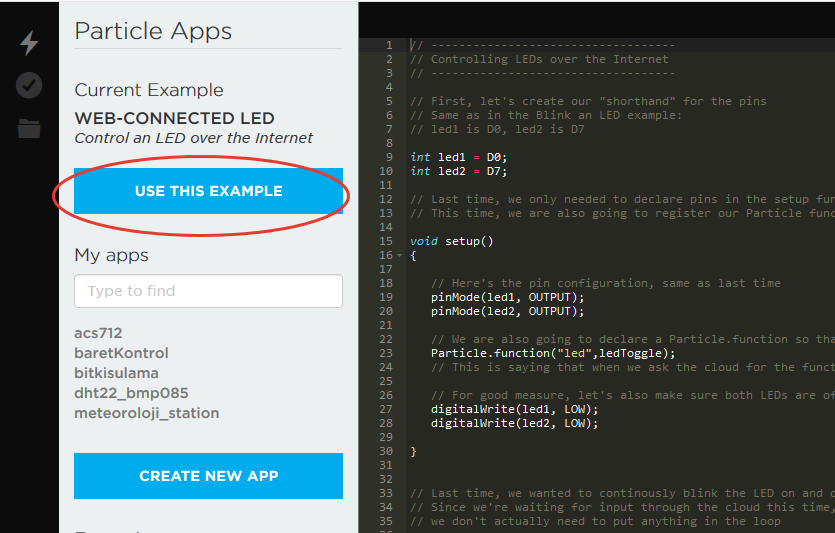 Particle Apps
Current Example
WEB-CONNECTED LED
Control an LED over the Internet
USE THIS EXAMPLE
My apps
Type to find
acs712
baretKontrol
bitkisulama
dht22_bmp085
meteoroloji_station
CREATE NEW APP
1 // -----------------------------------
2 // Controlling LEDs over the Internet
3 // -----------------------------------
4
5 // First, let's create our "shorthand" for the pins
6 // Same as in the Blink an LED example:
7 // led1 is D0, led2 is D7
8
9 int led1 = D0;
10 int led2 = D7;
11
12 // Last time, we only needed to declare pins in the setup fun
13 // This time, we are also going to register our Particle func
14
15 void setup()
16 {
17
18 // Here's the pin configuration, same as last time
19 pinMode(led1, OUTPUT);
20 pinMode(led2, OUTPUT);
21
22 // We are also going to declare a Particle.function so tha
23 Particle.function("led",ledToggle);
24 // This is saying that when we ask the cloud for the funct
25
26 // For good measure, let's also make sure both LEDs are of
27 digitalWrite(led1, LOW);
28 digitalWrite(led2, LOW);
29
30 }
31
32
33 // Last time, we wanted to continously blink the LED on and o
34 // Since we're waiting for input through the cloud this time,
35 // we don't actually need to put anything in the loop